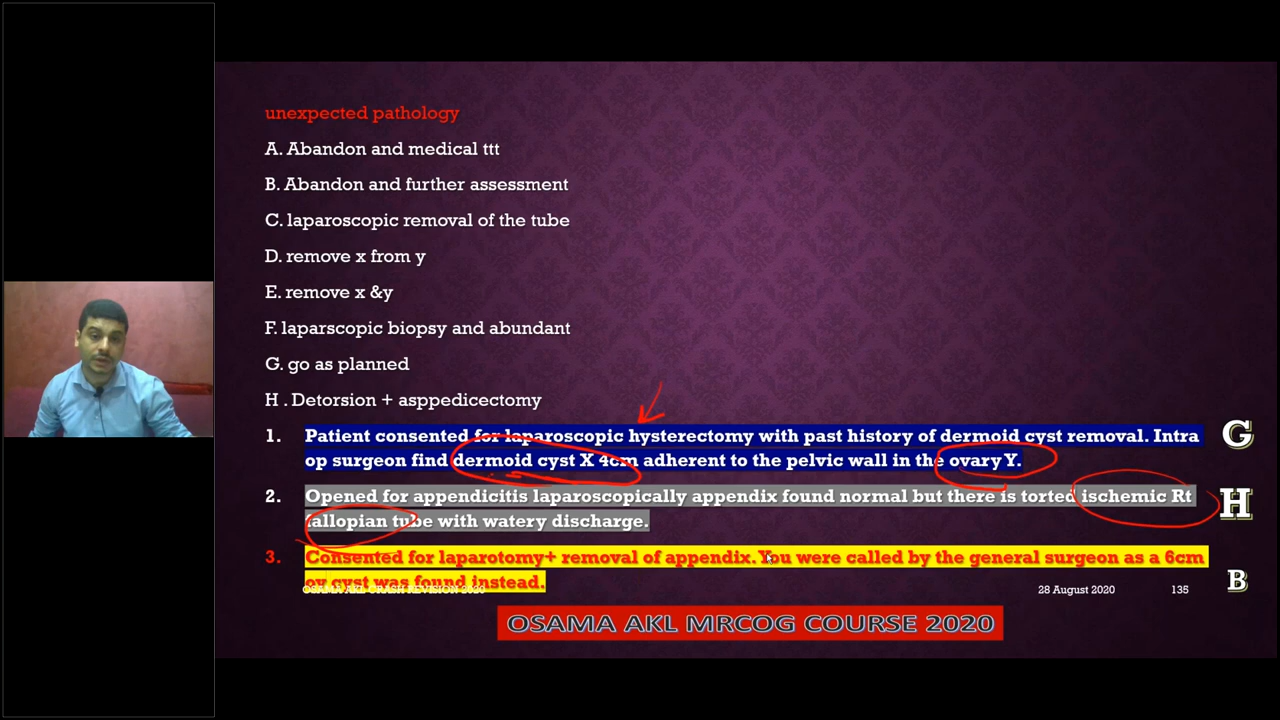 unexpected pathology
A. Abandon and medical ttt
B. Abandon and further assessment
C. laparoscopic removal of the tube
D. remove x from y
E. remove x &y
F. laparscopic biopsy and abundant
G. go as planned
H . Detorsion + asppedicectomy
1. Patient consented for laparoscopic hysterectomy with past history of dermoid cyst removal. Intra
op surgeon find dermoid cyst X 4cm adherent to the pelvic wall in the ovary Y.
G
2. Opened for appendicitis laparoscopically appendix found normal but there is torted ischemic Rt
fallopian tube with watery discharge.
H
3. Consented for laparotomy+ removal of appendix. You were called by the general surgeon as a 6cm
ov cyst was found instead.
B
OSAMA AKL CRASH REVISION 2020
28 August 2020
135
OSAMA AKL MRCOG COURSE 2020